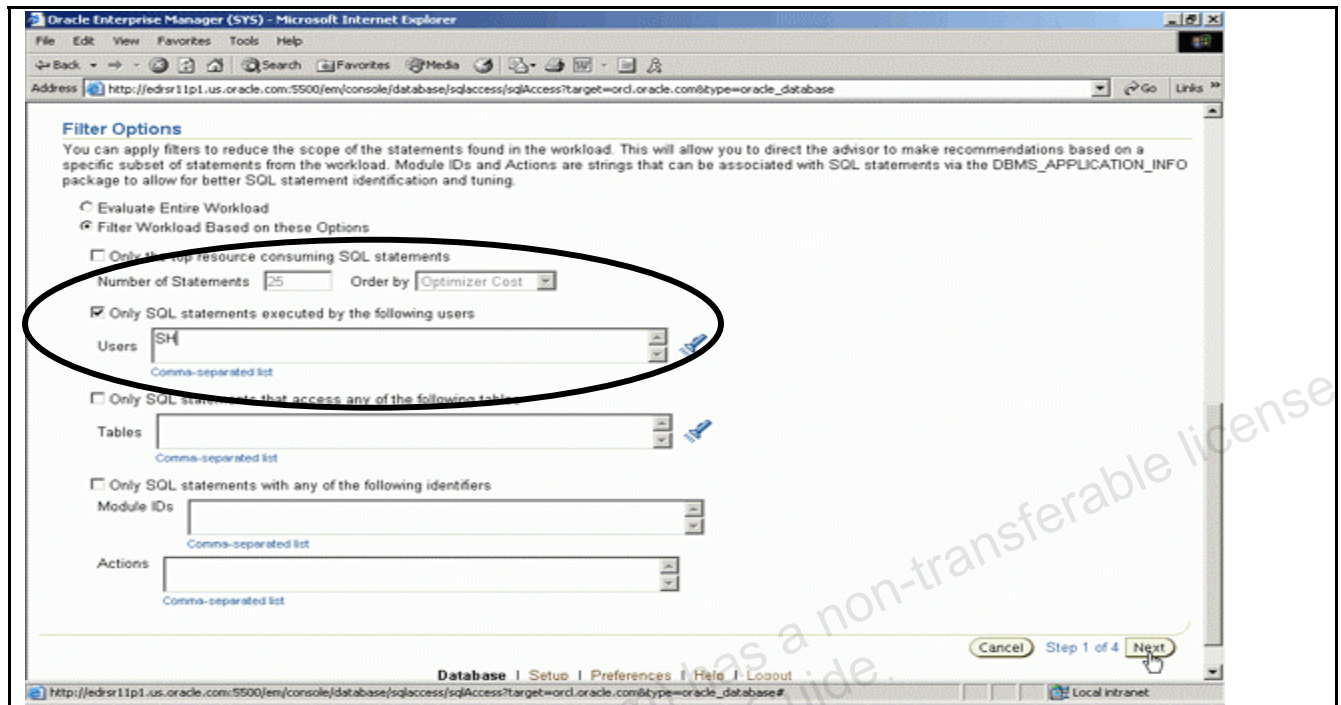 Oracle Enterprise Manager (SYS) - Microsoft Internet Explorer
File Edit View Favorites Tools Help
Back Search Favorites Media
Address http://edrsr11p1.us.oracle.com:5500/em/console/database/sqlaccess/sqlAccess?target=orcl.oracle.com&type=oracle_database Go Links »
Filter Options
You can apply filters to reduce the scope of the statements found in the workload. This will allow you to direct the advisor to make recommendations based on a
specific subset of statements from the workload. Module IDs and Actions are strings that can be associated with SQL statements via the DBMS_APPLICATION_INFO
package to allow for better SQL statement identification and tuning.
Evaluate Entire Workload
Filter Workload Based on these Options
Only the top resource consuming SQL statements
Number of Statements 25 Order by Optimizer Cost
Only SQL statements executed by the following users
Users SH
Comma-separated list
Only SQL statements that access any of the following tables
Tables
Comma-separated list
Only SQL statements with any of the following identifiers
Module IDs
Comma-separated list
Actions
Comma-separated list
Cancel Step 1 of 4 Next
Database | Setup | Preferences | Help | Logout
http://edrsr11p1.us.oracle.com:5500/em/console/database/sqlaccess/sqlAccess?target=orcl.oracle.com&type=oracle_database# Local intranet
has a non-transferable license
uide.